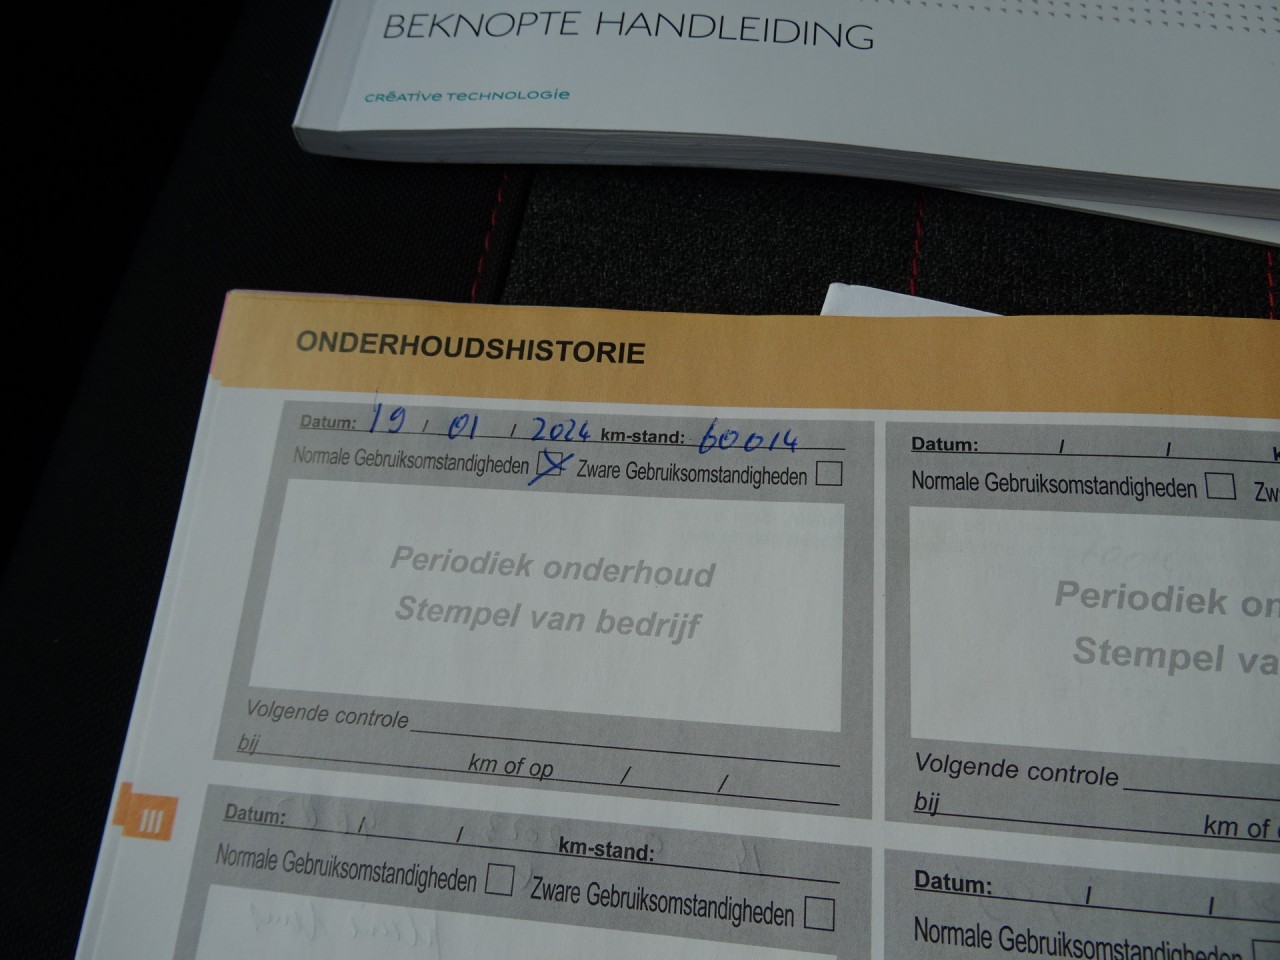 BEKNOPTE HANDLEIDING
CRÉATIVE TECHNOLOGIE
ONDERHOUDSHISTORIE
Datum: 19 / 01 / 2024 km-stand: 60014
Normale Gebruiksomstandigheden Zware Gebruiksomstandigheden
Periodiek onderhoud
Stempel van bedrijf
Volgende controle
bij km of op / /
Datum: / /
Normale Gebruiksomstandigheden Zw
Periodiek on
Stempel va
Volgende controle
bij km of o
III
Datum: / / km-stand:
Normale Gebruiksomstandigheden Zware Gebruiksomstandigheden
Datum: / /
Normale Gebruiksomstandigheden